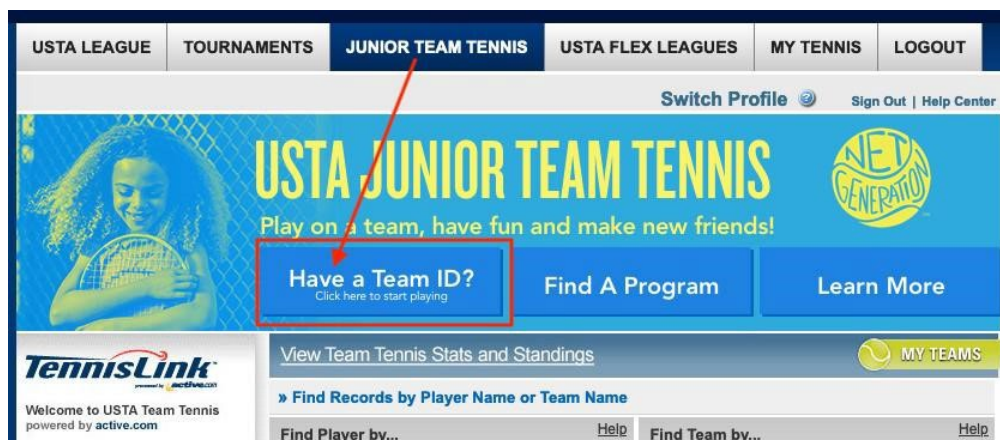 USTA LEAGUE TOURNAMENTS JUNIOR TEAM TENNIS USTA FLEX LEAGUES MY TENNIS LOGOUT
Switch Profile ? Sign Out | Help Center
USTA JUNIOR TEAM TENNIS
NET GENERATION
Play on a team, have fun and make new friends!
Have a Team ID?
Click here to start playing
Find A Program
Learn More
TennisLink
powered by active.com
Welcome to USTA Team Tennis
powered by active.com
View Team Tennis Stats and Standings
MY TEAMS
» Find Records by Player Name or Team Name
Find Player by... Help
Find Team by... Help